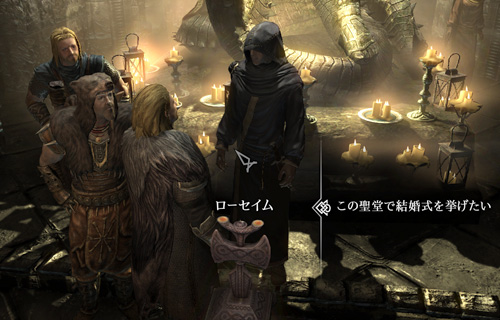 ローセイム
この聖堂で結婚式を挙げたい